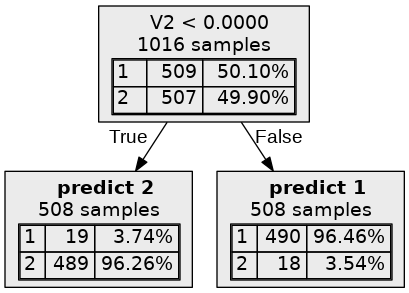 V2 < 0.0000
1016 samples
1 509 50.10%
2 507 49.90%
True
False
predict 2
508 samples
1 19 3.74%
2 489 96.26%
predict 1
508 samples
1 490 96.46%
2 18 3.54%